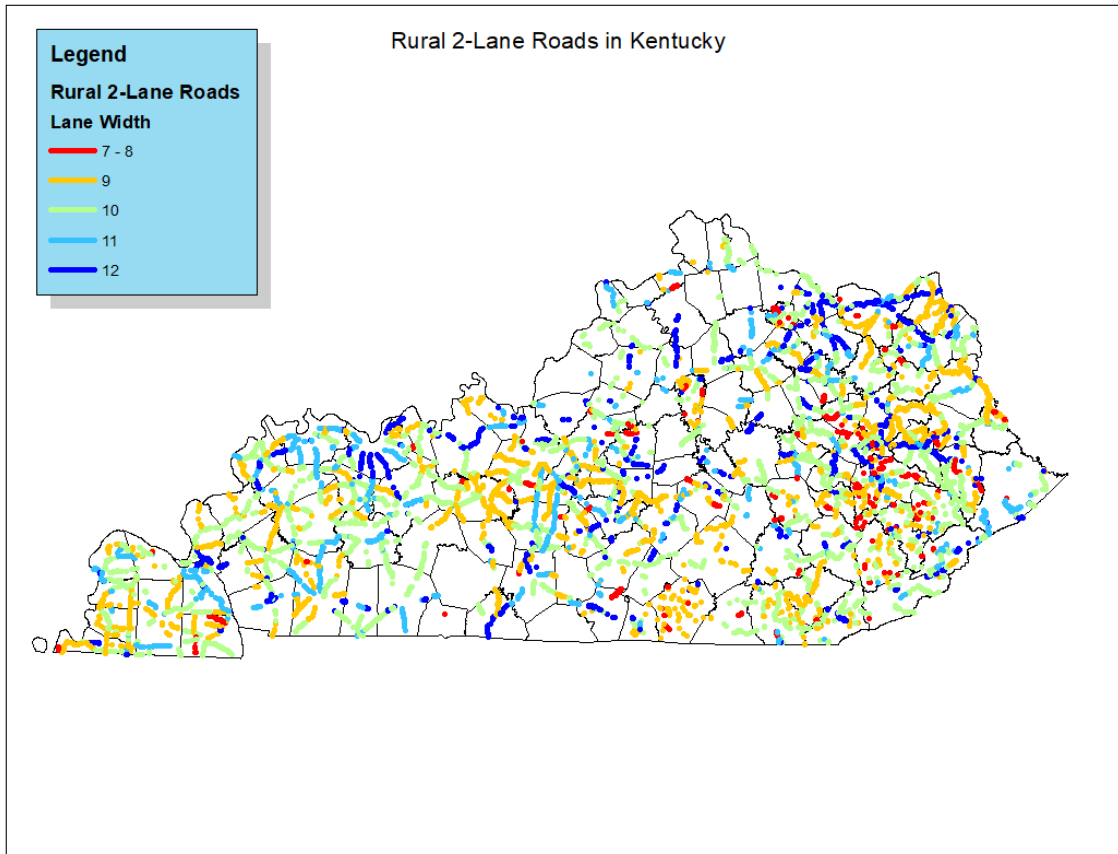 Rural 2-Lane Roads in Kentucky
Legend
Rural 2-Lane Roads
Lane Width
7 - 8
9
10
11
12